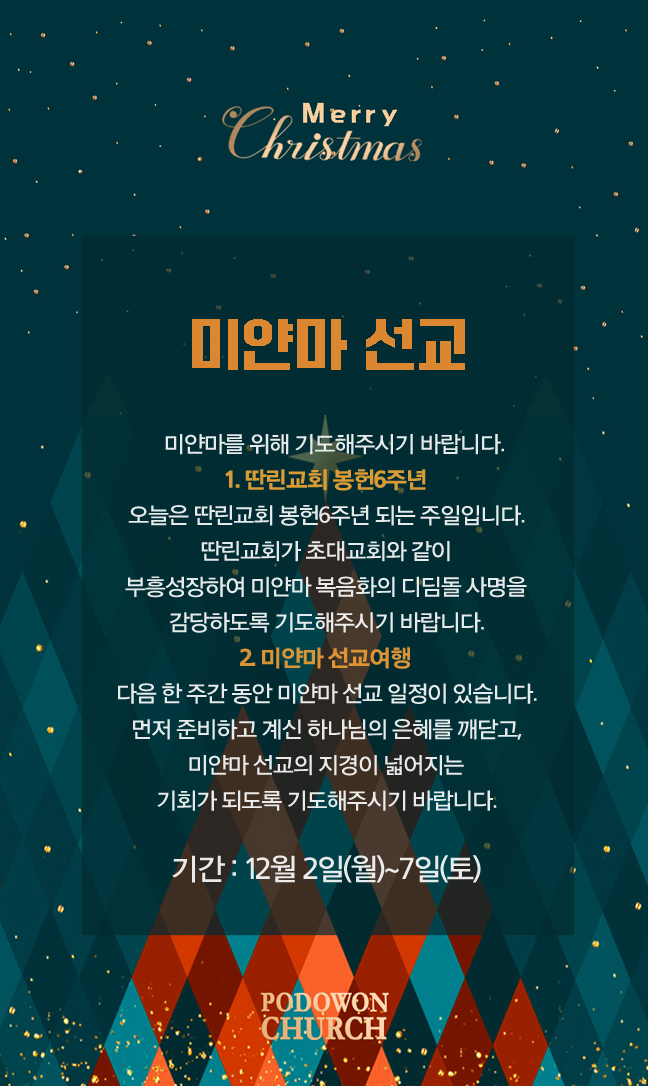 Merry
Christmas
미얀마 선교
미얀마를 위해 기도해주시기 바랍니다.
1. 딴린교회 봉헌6주년
오늘은 딴린교회 봉헌6주년 되는 주일입니다.
딴린교회가 초대교회와 같이
부흥성장하여 미얀마 복음화의 디딤돌 사명을
감당하도록 기도해주시기 바랍니다.
2. 미얀마 선교여행
다음 한 주간 동안 미얀마 선교 일정이 있습니다.
먼저 준비하고 계신 하나님의 은혜를 깨닫고,
미얀마 선교의 지경이 넓어지는
기회가 되도록 기도해주시기 바랍니다.
기간 : 12월 2일(월)~7일(토)
PODOWON
CHURCH